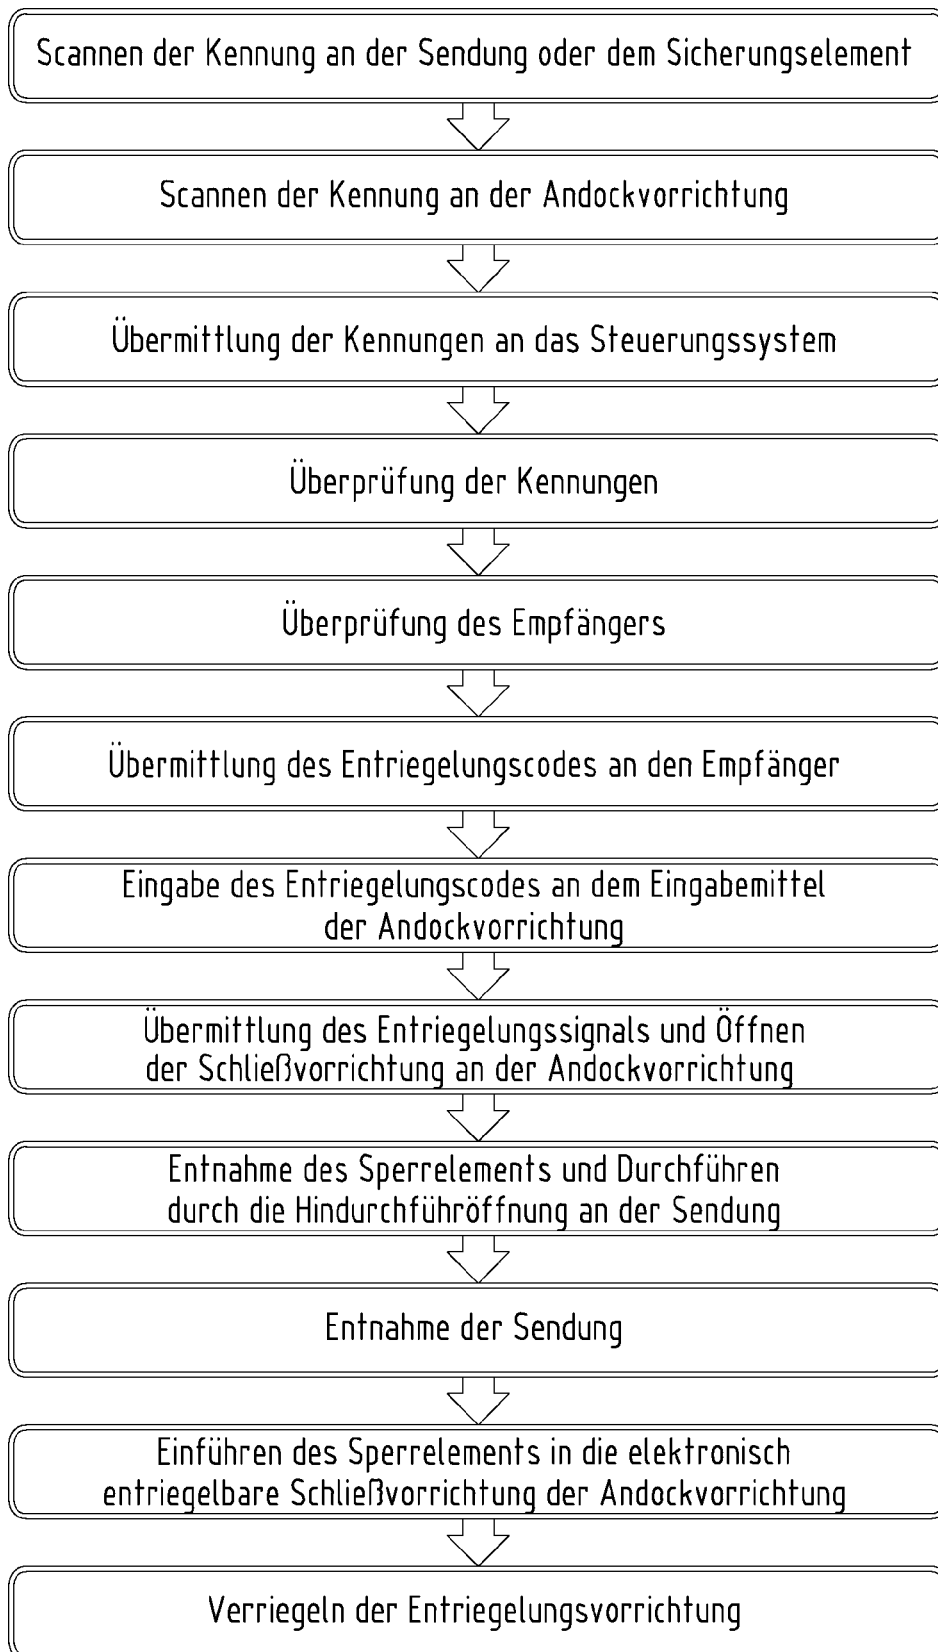 Scannen der Kennung an der Sendung oder dem Sicherungselement
Scannen der Kennung an der Andockvorrichtung
Übermittlung der Kennungen an das Steuerungssystem
Überprüfung der Kennungen
Überprüfung des Empfängers
Übermittlung des Entriegelungscodes an den Empfänger
Eingabe des Entriegelungscodes an dem Eingabemittel
der Andockvorrichtung
Übermittlung des Entriegelungssignals und Öffnen
der Schließvorrichtung an der Andockvorrichtung
Entnahme des Sperrelements und Durchführen
durch die Hindurchführöffnung an der Sendung
Entnahme der Sendung
Einführen des Sperrelements in die elektronisch
entriegelbare Schließvorrichtung der Andockvorrichtung
Verriegeln der Entriegelungsvorrichtung